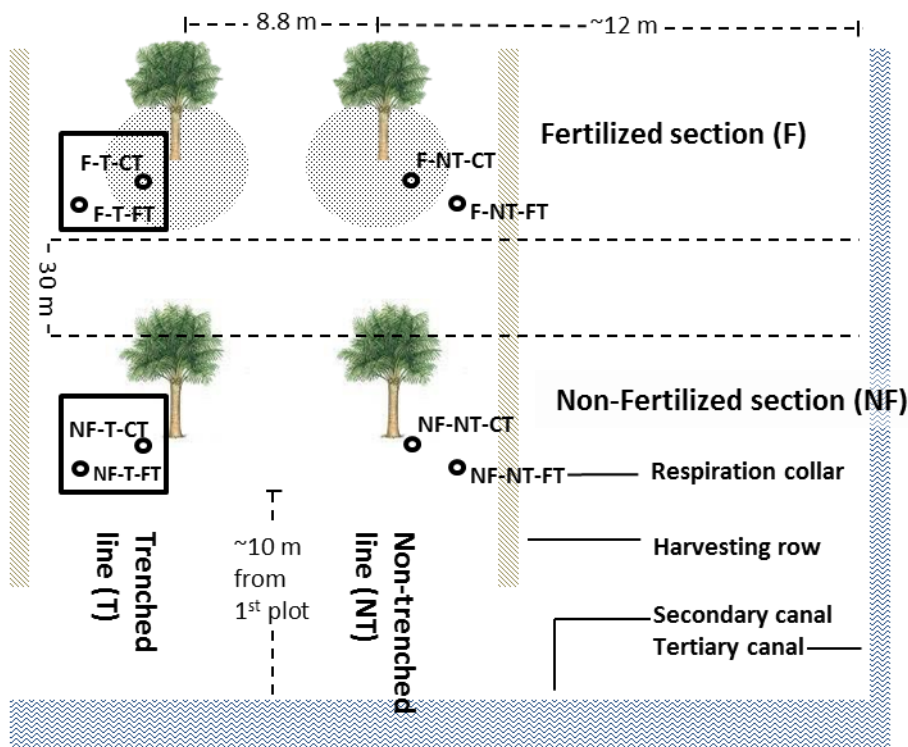 8.8 m
~12 m
Fertilized section (F)
F-T-CT
F-NT-CT
F-T-FT
F-NT-FT
30 m
Non-Fertilized section (NF)
NF-T-CT
NF-NT-CT
NF-T-FT
NF-NT-FT
Respiration collar
Trenched
line (T)
~10 m
from
1st plot
Non-trenched
line (NT)
Harvesting row
Secondary canal
Tertiary canal